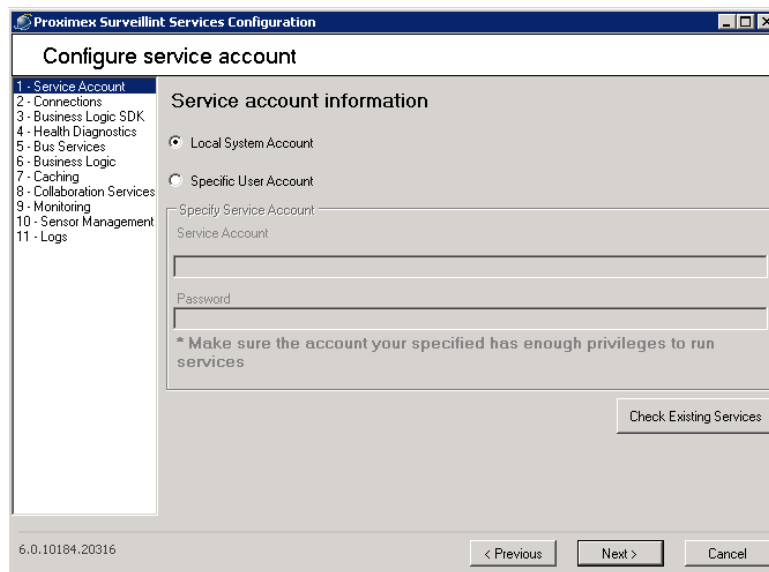 Proximex Surveillint Services Configuration
Configure service account
1 - Service Account
2 - Connections
3 - Business Logic SDK
4 - Health Diagnostics
5 - Bus Services
6 - Business Logic
7 - Caching
8 - Collaboration Services
9 - Monitoring
10 - Sensor Management
11 - Logs
Service account information
Local System Account
Specific User Account
Specify Service Account
Service Account
Password
* Make sure the account your specified has enough privileges to run
services
Check Existing Services
6.0.10184.20316
< Previous
Next >
Cancel